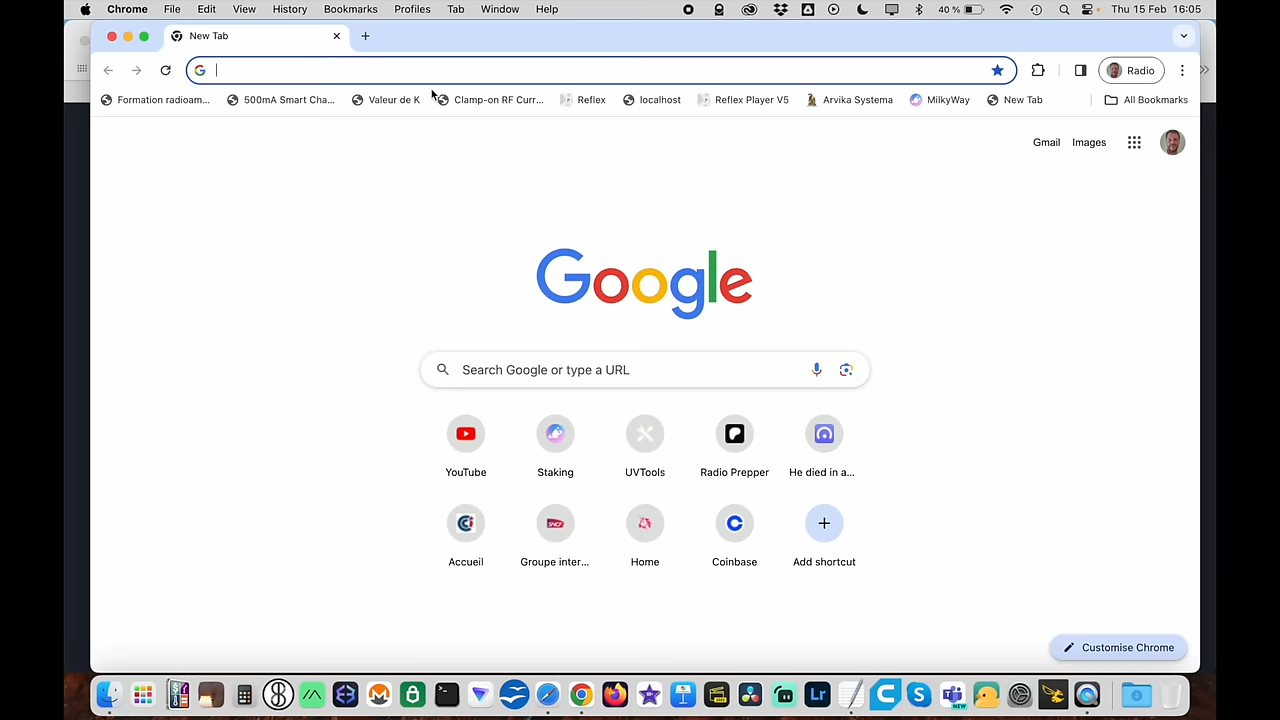 Chrome File Edit View History Bookmarks Profiles Tab Window Help 40 % Thu 15 Feb 16:05
New Tab
Radio
Formation radioam... 500mA Smart Cha... Valeur de K Clamp-on RF Curr... Reflex localhost Reflex Player V5 Arvika Systema MilkyWay New Tab All Bookmarks
Gmail Images
Google
Search Google or type a URL
YouTube Staking UVTools Radio Prepper He died in a...
Accueil Groupe inter... Home Coinbase Add shortcut
Customise Chrome
Lr
NEW